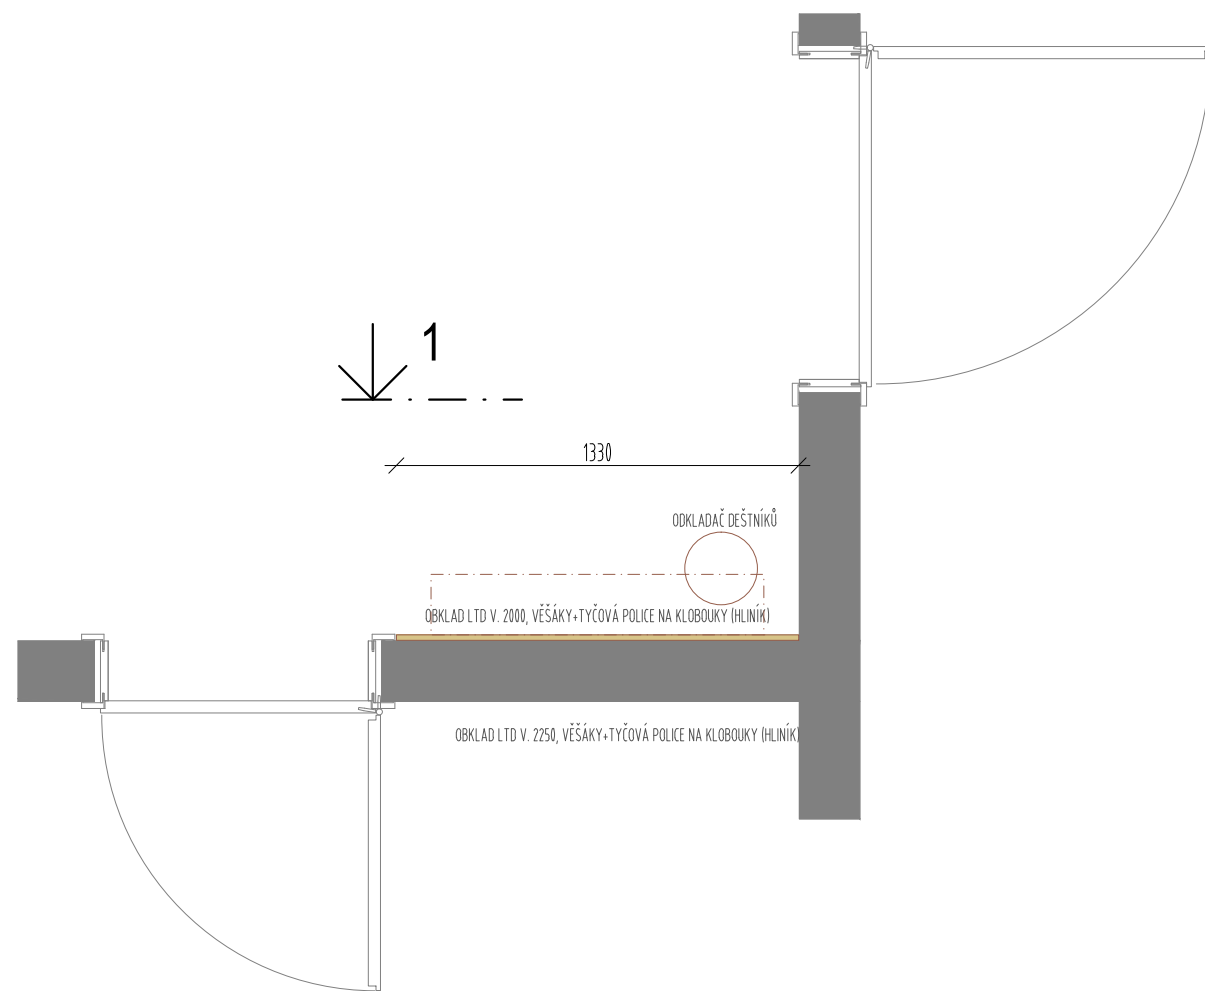 1
1330
ODKLADAČ DEŠTNÍKŮ
OBKLAD LTD V. 2000, VĚŠÁKY+TYČOVÁ POLICE NA KLOBOUKY (HLINÍK)
OBKLAD LTD V. 2250, VĚŠÁKY+TYČOVÁ POLICE NA KLOBOUKY (HLINÍK)